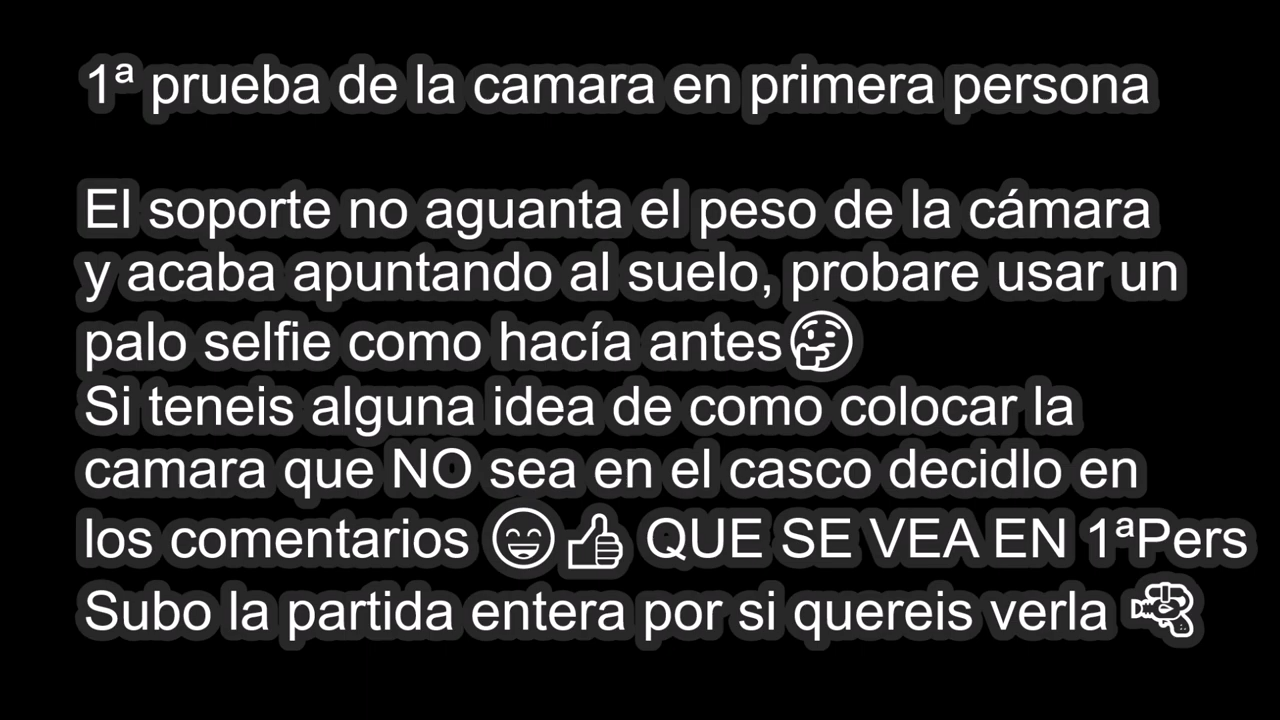 1ª prueba de la camara en primera persona
El soporte no aguanta el peso de la cámara
y acaba apuntando al suelo, probare usar un
palo selfie como hacía antes🤔
Si teneis alguna idea de como colocar la
camara que NO sea en el casco decidlo en
los comentarios 😄👍 QUE SE VEA EN 1ªPers
Subo la partida entera por si quereis verla 🔫